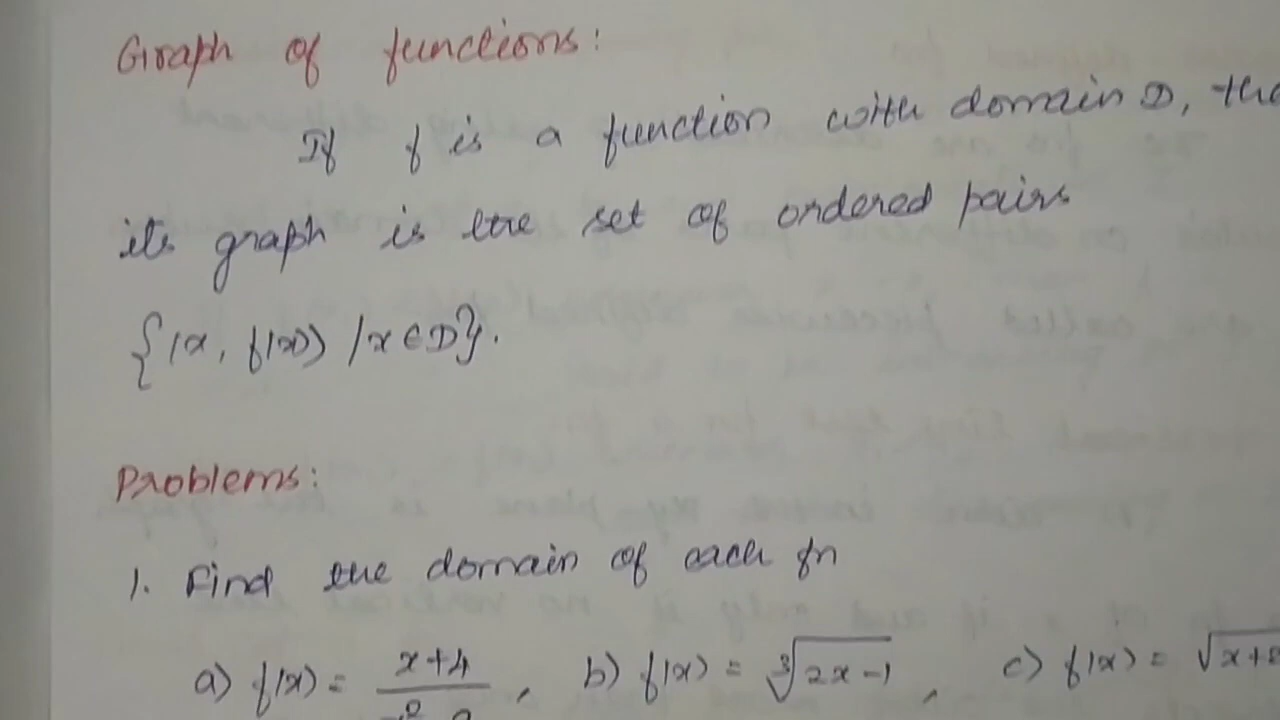 Graph of functions:
If f is a function with domain D, the
its graph is the set of ordered pairs
{(x, f(x)) / x ∈ D}.
Problems:
1. Find the domain of each fn
a) f(x) = x+4 / , b) f(x) = ∛(2x-1) , c) f(x) = √x+